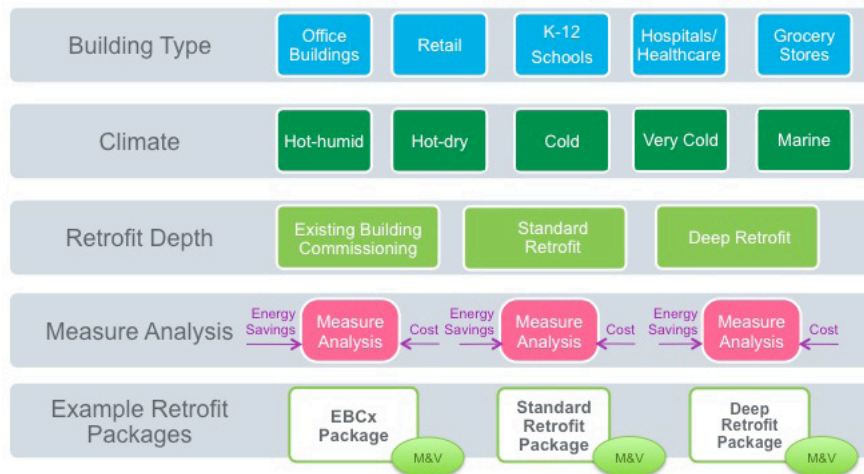 Building Type
Office
Buildings
Retail
K-12
Schools
Hospitals/
Healthcare
Grocery
Stores
Climate
Hot-humid
Hot-dry
Cold
Very Cold
Marine
Retrofit Depth
Existing Building
Commissioning
Standard
Retrofit
Deep Retrofit
Measure Analysis
Energy
Savings
Measure
Analysis
Cost
Energy
Savings
Measure
Analysis
Cost
Energy
Savings
Measure
Analysis
Cost
Example Retrofit
Packages
EBCx
Package
M&V
Standard
Retrofit
Package
M&V
Deep
Retrofit
Package
M&V